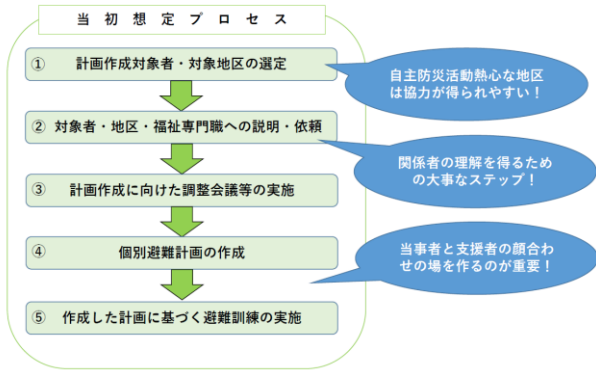 当初想定プロセス
① 計画作成対象者・対象地区の選定
自主防災活動熱心な地区
は協力が得られやすい！
② 対象者・地区・福祉専門職への説明・依頼
関係者の理解を得るため
の大事なステップ！
③ 計画作成に向けた調整会議等の実施
④ 個別避難計画の作成
当事者と支援者の顔合わ
せの場を作るのが重要！
⑤ 作成した計画に基づく避難訓練の実施